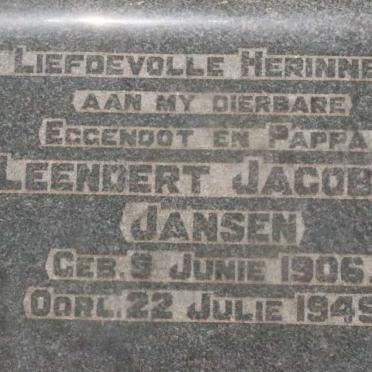 LIEFDEVOLLE HERINNE
AAN MY DIERBARE
EGGENOOT EN PAPPA
LEENDERT JACOB
JANSEN
GEB. 9 JUNIE 1906.
OORL. 22 JULIE 1949